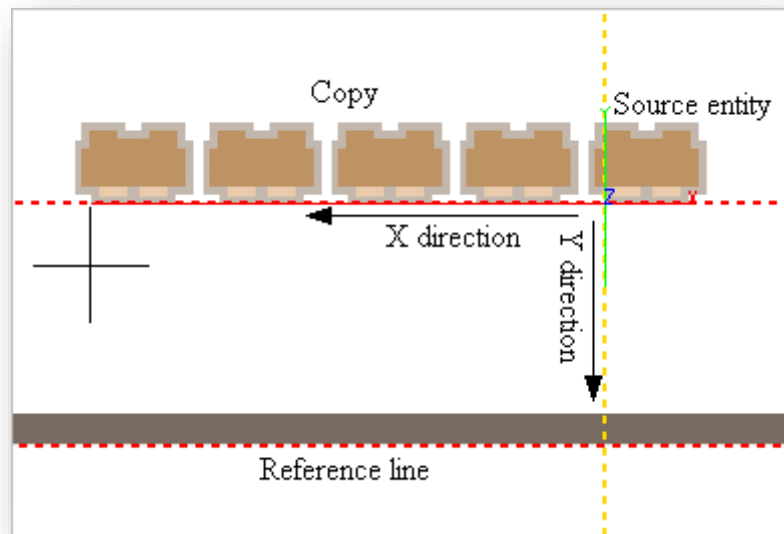 Copy
Source entity
Z
X direction
Y direction
Reference line